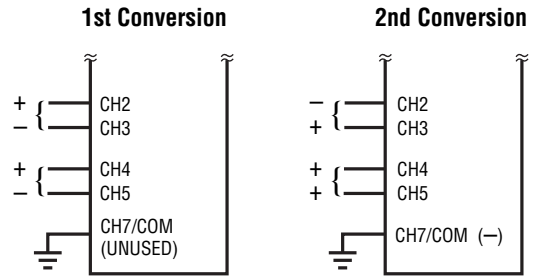 1st Conversion
+ { CH2
– CH3
+ { CH4
– CH5
CH7/COM
(UNUSED)
2nd Conversion
– { CH2
+ CH3
+ { CH4
+ CH5
CH7/COM (–)